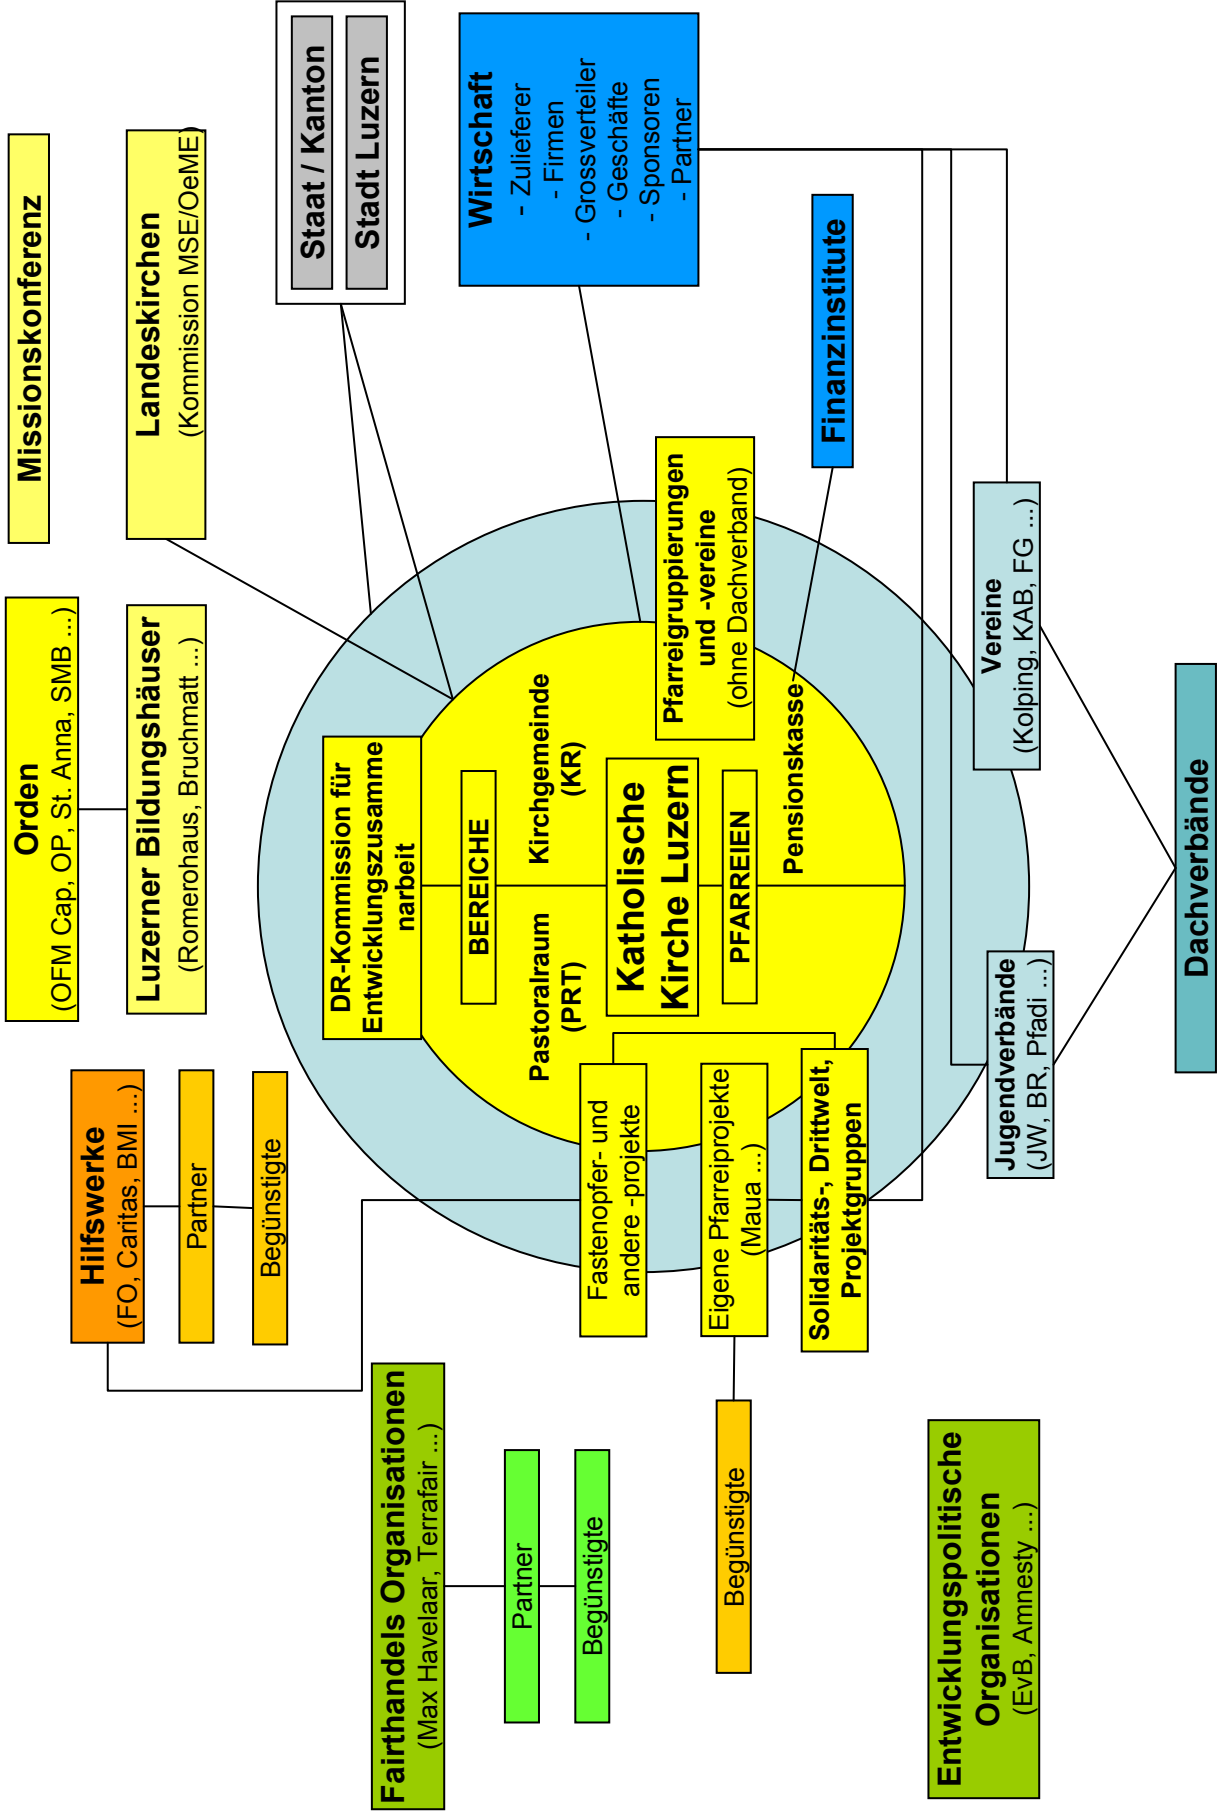 Fairthandels Organisationen
(Max Havelaar, Terrafair ...)
Partner
Begünstigte
Hilfswerke
(FO, Caritas, BMI ...)
Partner
Begünstigte
Orden
(OFM Cap, OP, St. Anna, SMB ...)
Luzerner Bildungshäuser
(Romerohaus, Bruchmatt ...)
Missionskonferenz
Landeskirchen
(Kommission MSE/OeME)
Staat / Kanton
Stadt Luzern
DR-Kommission für
Entwicklungszusamme
narbeit
BEREICHE
Pastoralraum
(PRT)
Kirchgemeinde
(KR)
Katholische
Kirche Luzern
PFARREIEN
Pensionskasse
Fastenopfer- und
andere -projekte
Eigene Pfarreiprojekte
(Maua ...)
Solidaritäts-, Drittwelt,
Projektgruppen
Begünstigte
Pfarreigruppierungen
und -vereine
(ohne Dachverband)
Wirtschaft
- Zulieferer
- Firmen
- Grossverteiler
- Geschäfte
- Sponsoren
- Partner
Finanzinstitute
Entwicklungspolitische
Organisationen
(EvB, Amnesty ...)
Jugendverbände
(JW, BR, Pfadi ...)
Vereine
(Kolping, KAB, FG ...)
Dachverbände